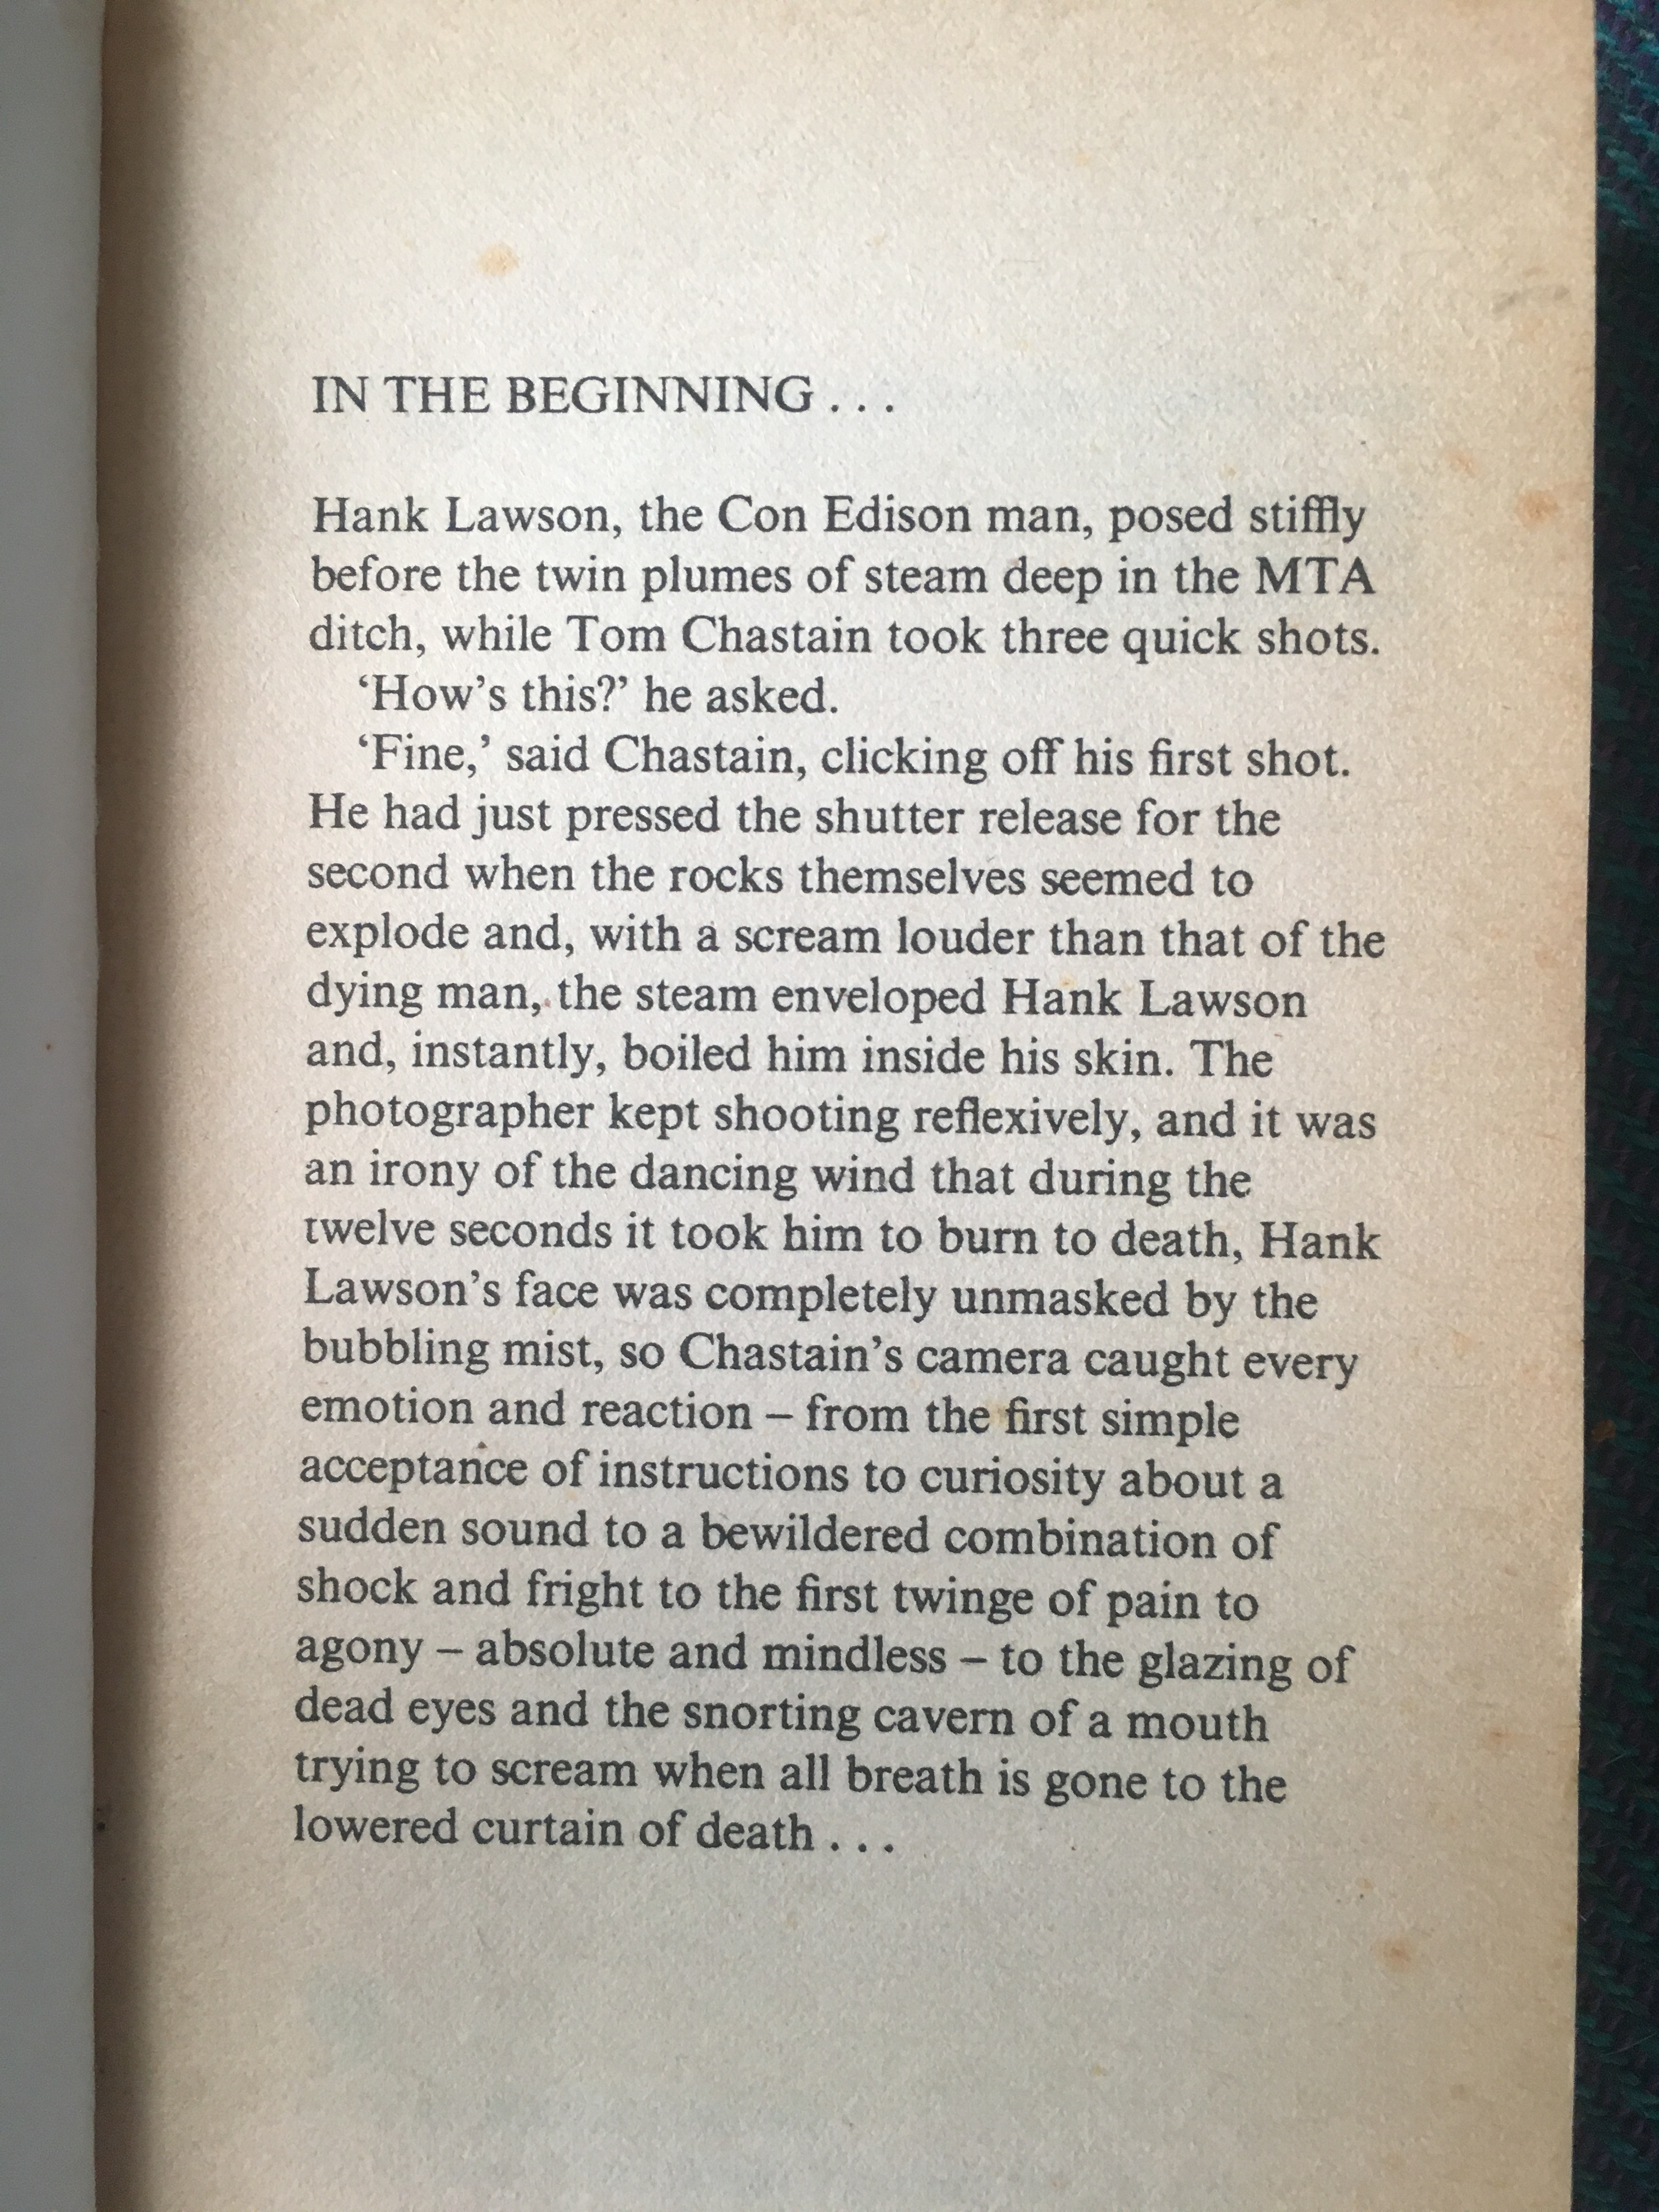 IN THE BEGINNING . . .
Hank Lawson, the Con Edison man, posed stiffly
before the twin plumes of steam deep in the MTA
ditch, while Tom Chastain took three quick shots.
‘How’s this?’ he asked.
‘Fine,’ said Chastain, clicking off his first shot.
He had just pressed the shutter release for the
second when the rocks themselves seemed to
explode and, with a scream louder than that of the
dying man, the steam enveloped Hank Lawson
and, instantly, boiled him inside his skin. The
photographer kept shooting reflexively, and it was
an irony of the dancing wind that during the
twelve seconds it took him to burn to death, Hank
Lawson’s face was completely unmasked by the
bubbling mist, so Chastain’s camera caught every
emotion and reaction – from the first simple
acceptance of instructions to curiosity about a
sudden sound to a bewildered combination of
shock and fright to the first twinge of pain to
agony – absolute and mindless – to the glazing of
dead eyes and the snorting cavern of a mouth
trying to scream when all breath is gone to the
lowered curtain of death . . .